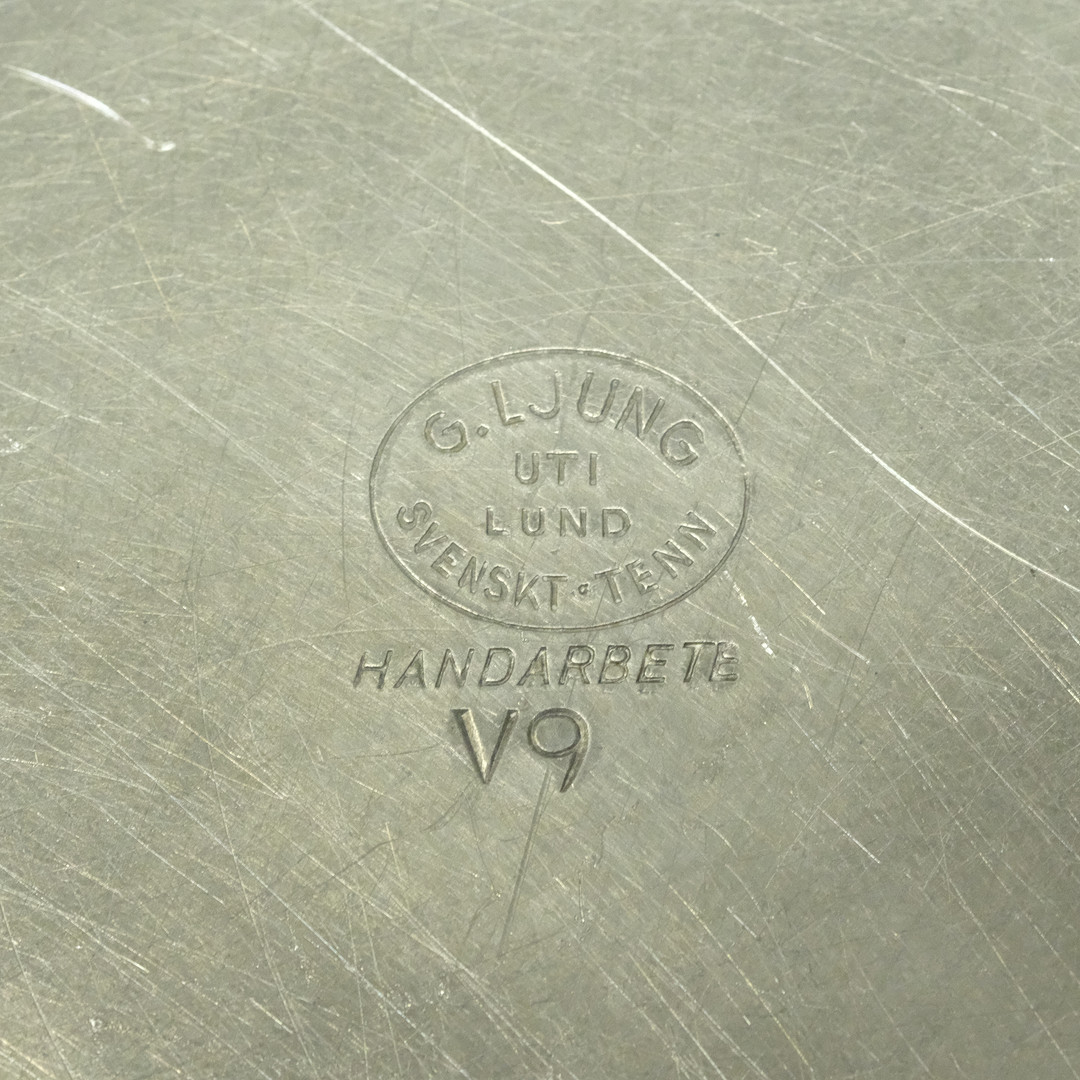 G. LJUNG
UTI
LUND
SVENSKT · TENN
HANDARBETE
V9